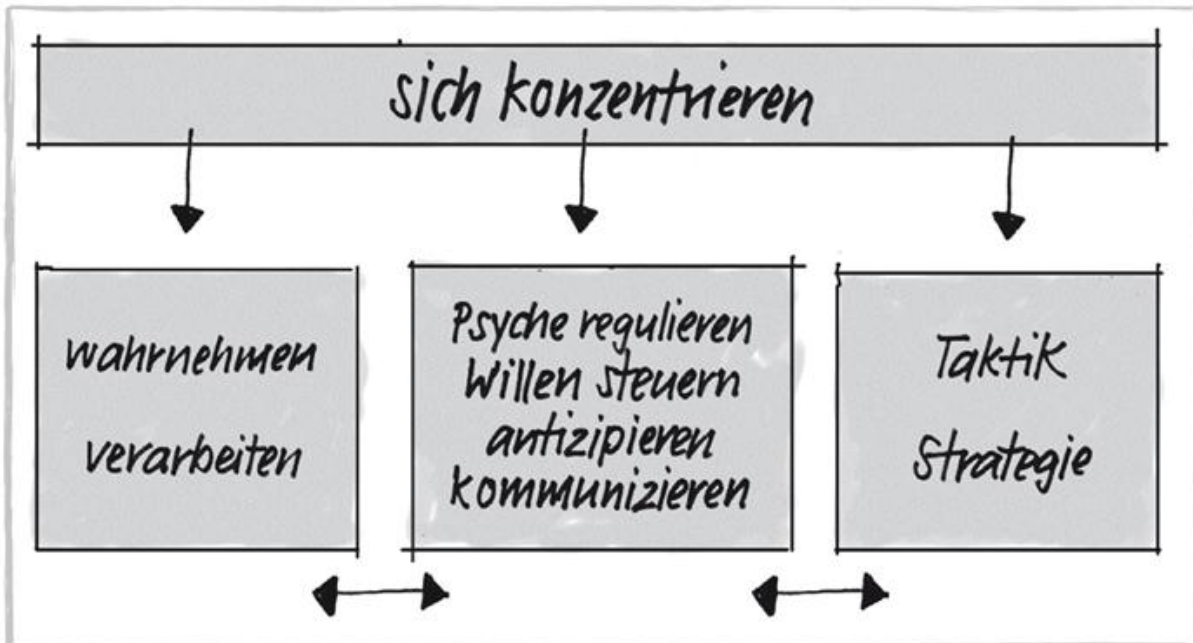 sich konzentrieren
wahrnehmen
verarbeiten
Psyche regulieren
Willen steuern
antizipieren
kommunizieren
Taktik
Strategie